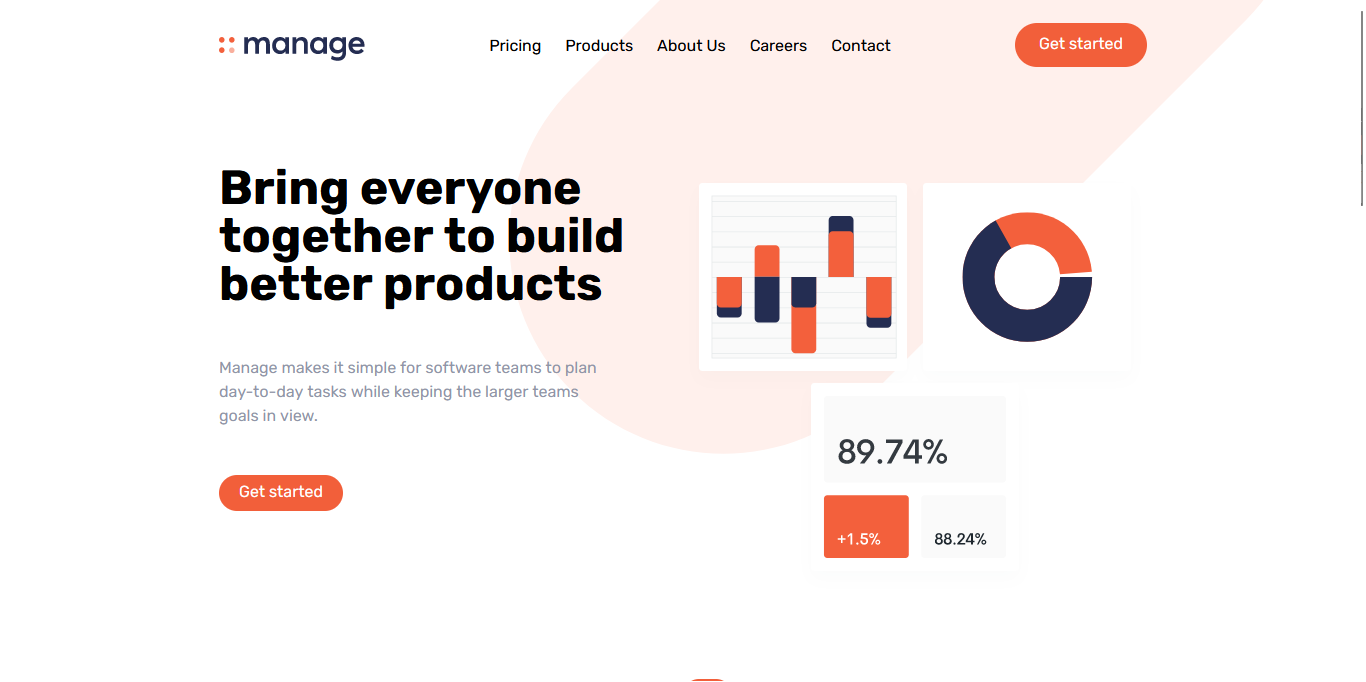 manage
Pricing
Products
About Us
Careers
Contact
Get started
Bring everyone
together to build
better products
Manage makes it simple for software teams to plan
day-to-day tasks while keeping the larger teams
goals in view.
Get started
89.74%
+1.5%
88.24%